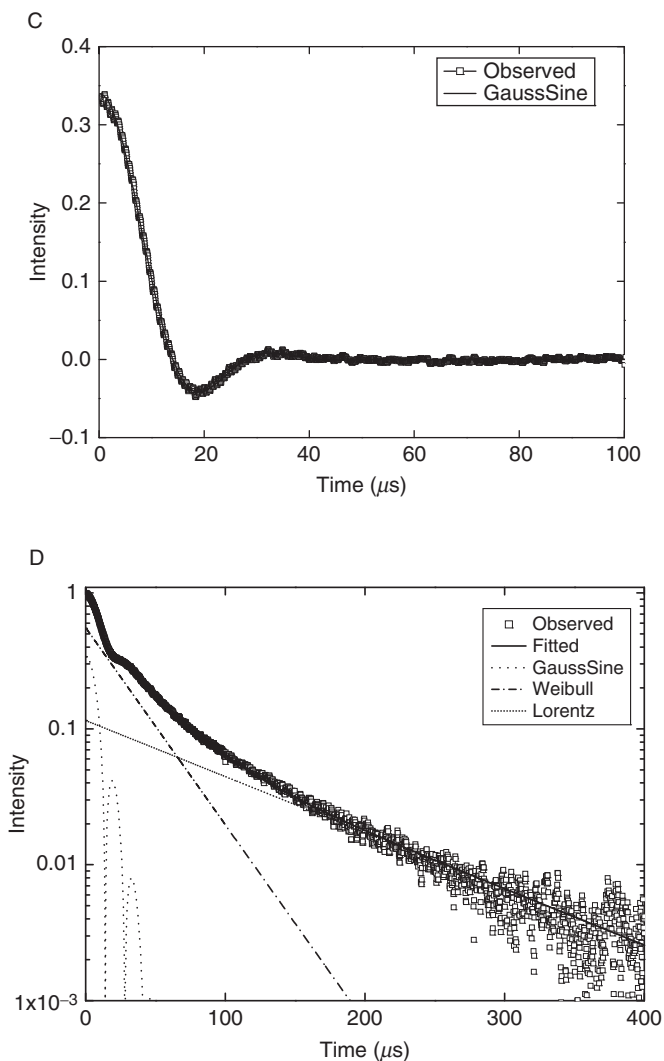 C
0.4
0.3
0.2
0.1
0.0
−0.1
Intensity
Observed
GaussSine
0 20 40 60 80 100
Time (μs)
D
1
0.1
0.01
1x10⁻³
Intensity
Observed
Fitted
GaussSine
Weibull
Lorentz
0 100 200 300 400
Time (μs)